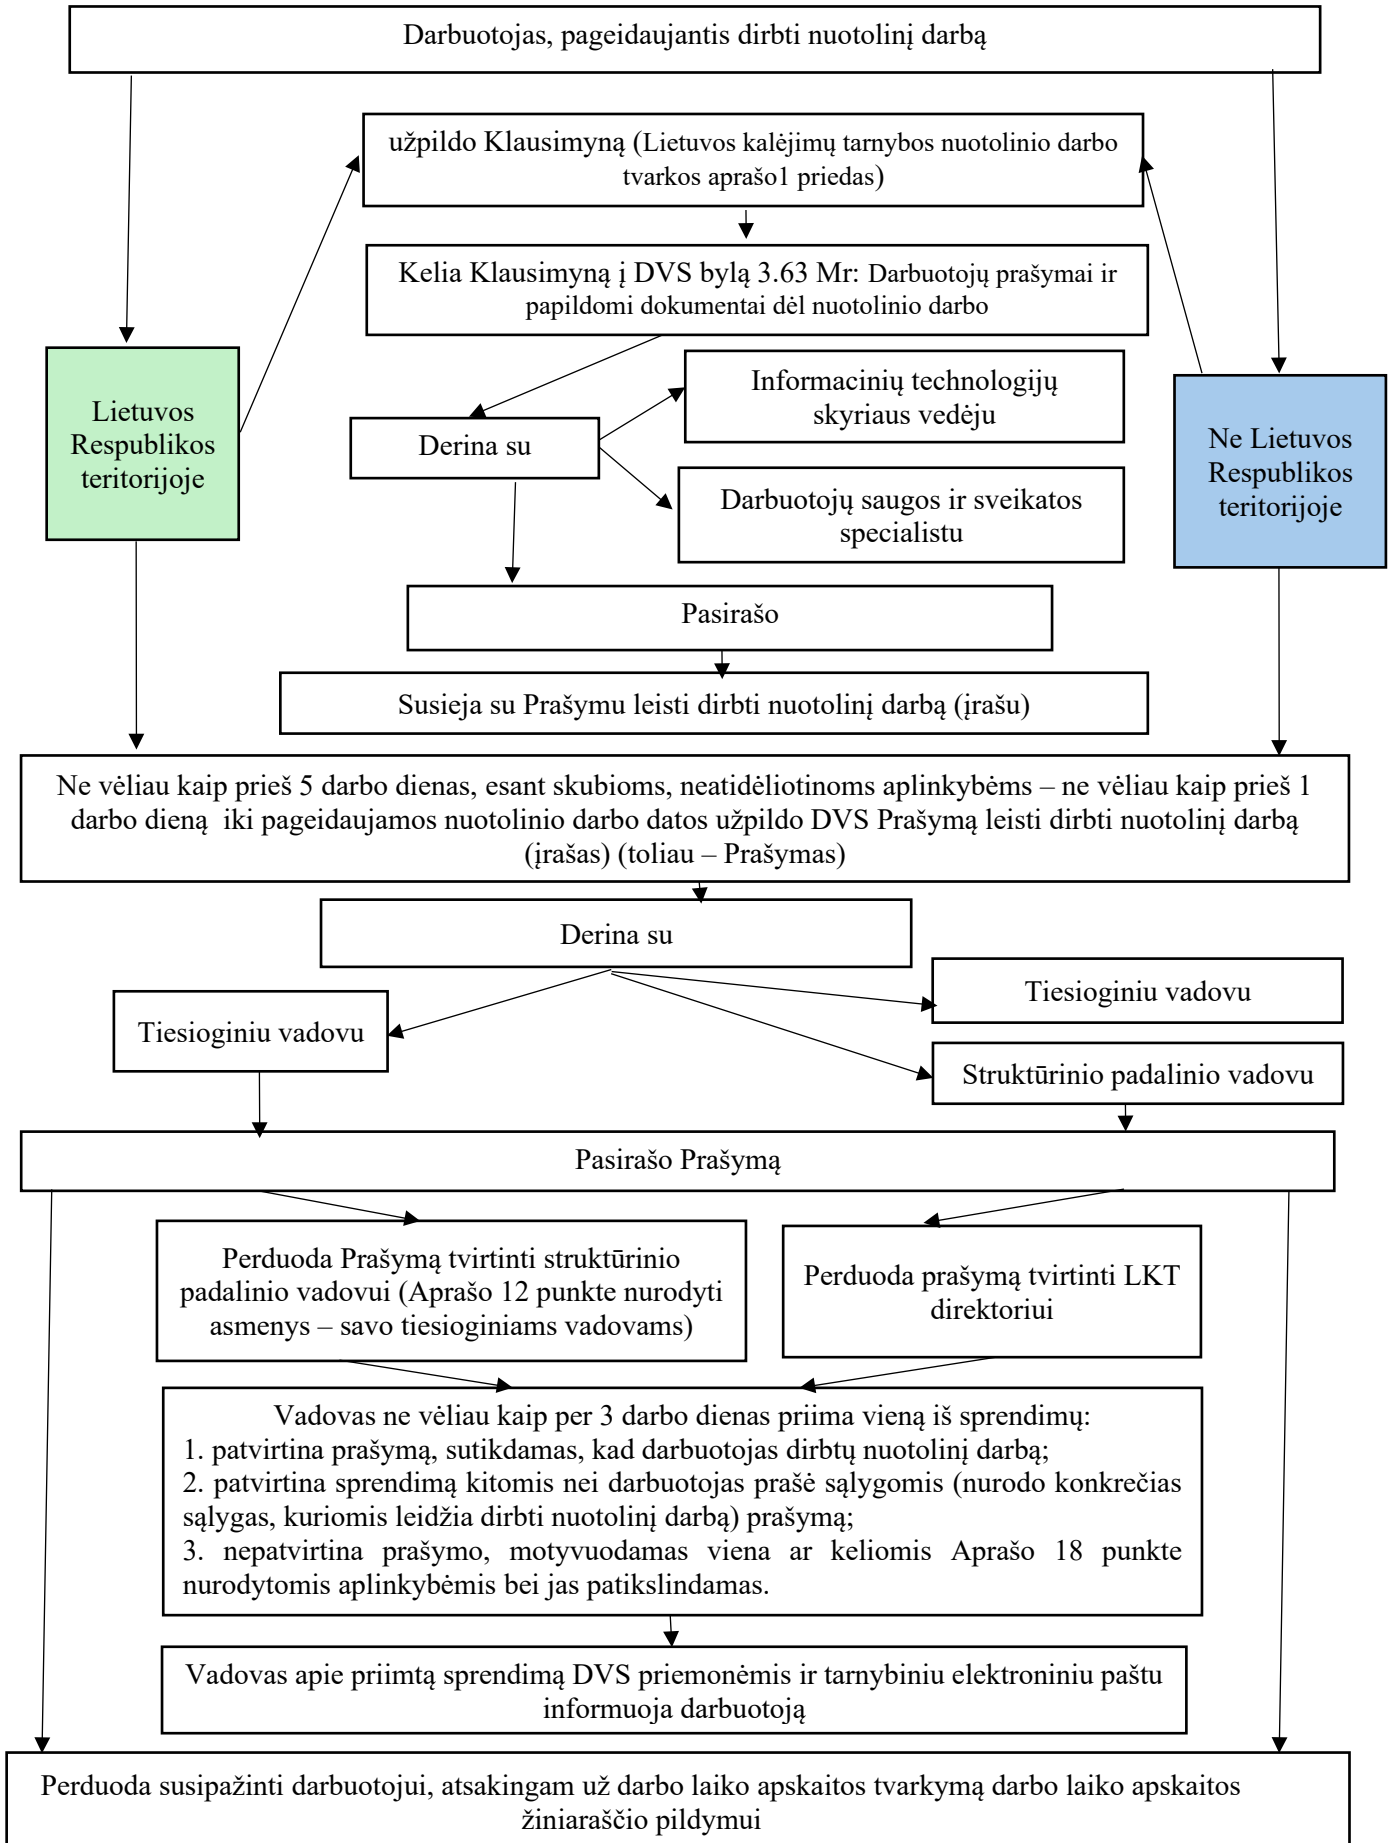 Darbuotojas, pageidaujantis dirbti nuotolinį darbą
užpildo Klausimyną (Lietuvos kalėjimų tarnybos nuotolinio darbo
tvarkos aprašo1 priedas)
Kelia Klausimyną į DVS bylą 3.63 Mr: Darbuotojų prašymai ir
papildomi dokumentai dėl nuotolinio darbo
Lietuvos
Respublikos
teritorijoje
Derina su
Informacinių technologijų
skyriaus vedėju
Darbuotojų saugos ir sveikatos
specialistu
Ne Lietuvos
Respublikos
teritorijoje
Pasirašo
Susieja su Prašymu leisti dirbti nuotolinį darbą (įrašu)
Ne vėliau kaip prieš 5 darbo dienas, esant skubioms, neatidėliotinoms aplinkybėms – ne vėliau kaip prieš 1
darbo dieną  iki pageidaujamos nuotolinio darbo datos užpildo DVS Prašymą leisti dirbti nuotolinį darbą
(įrašas) (toliau – Prašymas)
Derina su
Tiesioginiu vadovu
Tiesioginiu vadovu
Struktūrinio padalinio vadovu
Pasirašo Prašymą
Perduoda Prašymą tvirtinti struktūrinio
padalinio vadovui (Aprašo 12 punkte nurodyti
asmenys – savo tiesioginiams vadovams)
Perduoda prašymą tvirtinti LKT
direktoriui
Vadovas ne vėliau kaip per 3 darbo dienas priima vieną iš sprendimų:
1. patvirtina prašymą, sutikdamas, kad darbuotojas dirbtų nuotolinį darbą;
2. patvirtina sprendimą kitomis nei darbuotojas prašė sąlygomis (nurodo konkrečias
sąlygas, kuriomis leidžia dirbti nuotolinį darbą) prašymą;
3. nepatvirtina prašymo, motyvuodamas viena ar keliomis Aprašo 18 punkte
nurodytomis aplinkybėmis bei jas patikslindamas.
Vadovas apie priimtą sprendimą DVS priemonėmis ir tarnybiniu elektroniniu paštu
informuoja darbuotoją
Perduoda susipažinti darbuotojui, atsakingam už darbo laiko apskaitos tvarkymą darbo laiko apskaitos
žiniaraščio pildymui